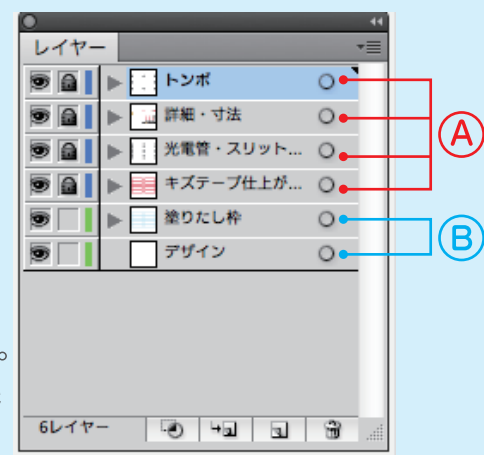 レイヤー
トンボ
詳細・寸法
光電管・スリット...
キズテープ仕上が...
塗りたし枠
デザイン
A
B
。
6レイヤー